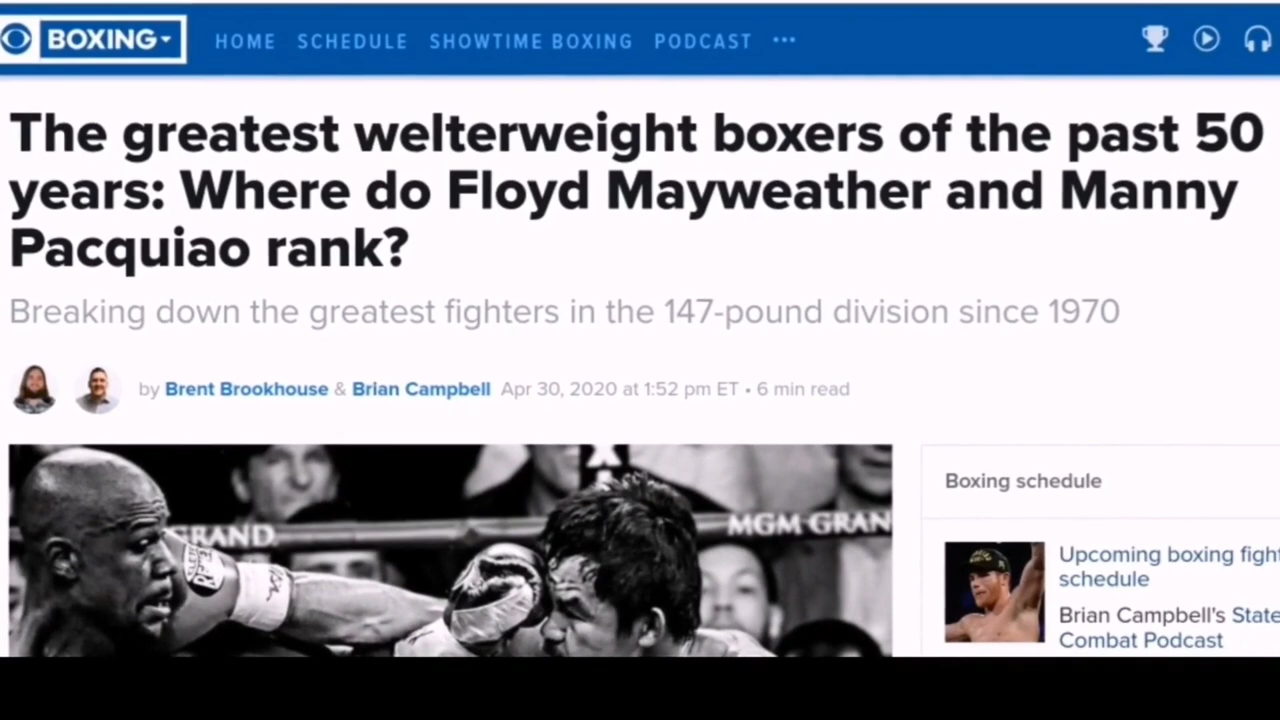 BOXING
HOME SCHEDULE SHOWTIME BOXING PODCAST ...
The greatest welterweight boxers of the past 50
years: Where do Floyd Mayweather and Manny
Pacquiao rank?
Breaking down the greatest fighters in the 147-pound division since 1970
by Brent Brookhouse & Brian Campbell Apr 30, 2020 at 1:52 pm ET • 6 min read
GRAND
MGM GRAN
Boxing schedule
Upcoming boxing fight
schedule
Brian Campbell's State
Combat Podcast